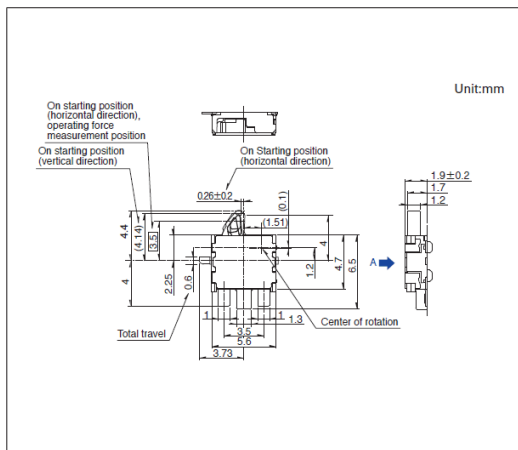 Unit:mm
On starting position
(horizontal direction),
operating force
measurement position
On starting position
(vertical direction)
On Starting position
(horizontal direction)
0.26±0.2
(0.1)
(1.51)
4.4
(4.14)
3.5
4
2.25
0.6
4
1.2
4.7
6.5
1.9±0.2
1.7
1.2
A
Total travel
1
1
1.3
3.5
5.6
3.73
Center of rotation